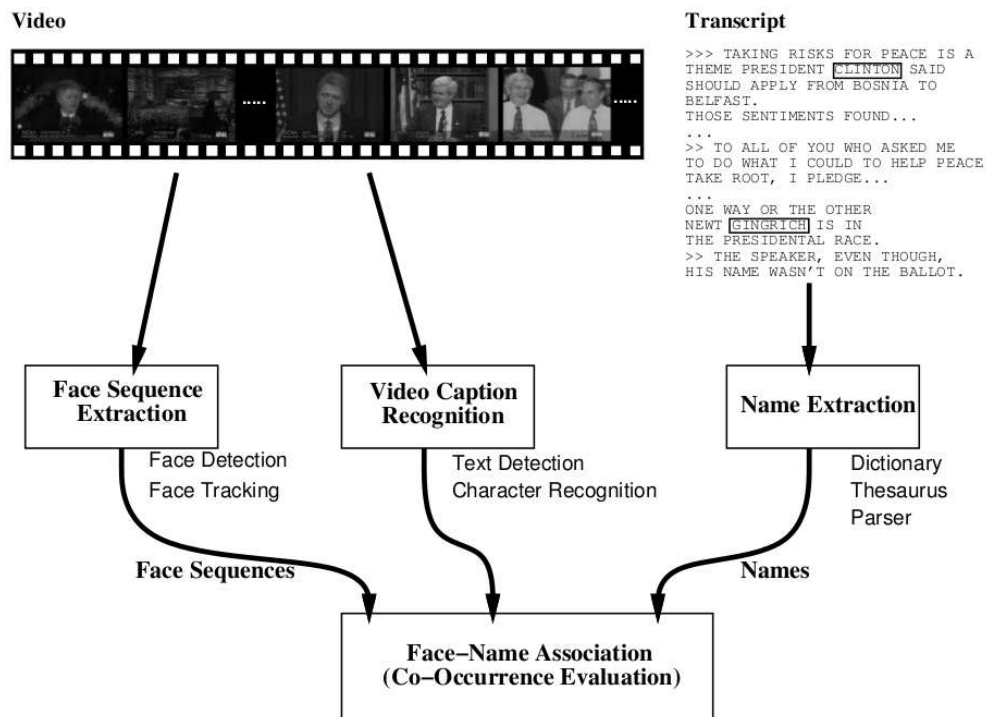 Video
Transcript
>>> TAKING RISKS FOR PEACE IS A
THEME PRESIDENT CLINTON SAID
SHOULD APPLY FROM BOSNIA TO
BELFAST.
THOSE SENTIMENTS FOUND...
...
>> TO ALL OF YOU WHO ASKED ME
TO DO WHAT I COULD TO HELP PEACE
TAKE ROOT, I PLEDGE...
...
ONE WAY OR THE OTHER
NEWT GINGRICH IS IN
THE PRESIDENTAL RACE.
>> THE SPEAKER, EVEN THOUGH,
HIS NAME WASN'T ON THE BALLOT.
.....
.....
Face Sequence
Extraction
Video Caption
Recognition
Name Extraction
Face Detection
Face Tracking
Text Detection
Character Recognition
Dictionary
Thesaurus
Parser
Face Sequences
Names
Face–Name Association
(Co–Occurrence Evaluation)